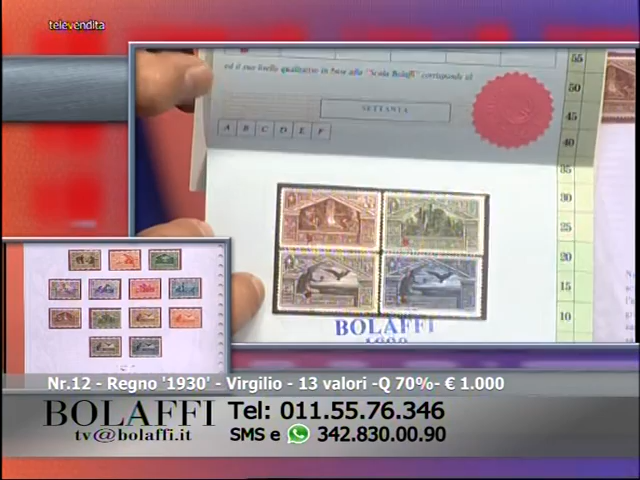 televendita
ed il suo livello qualitativo in base alla "Scala Bolaffi" corrisponde al
SETTANTA
A B C D E F
55
50
45
40
35
30
25
20
15
10
BOLAFFI
Nr.12 - Regno '1930' - Virgilio - 13 valori -Q 70%- € 1.000
BOLAFFI
tv@bolaffi.it
Tel: 011.55.76.346
SMS e 342.830.00.90